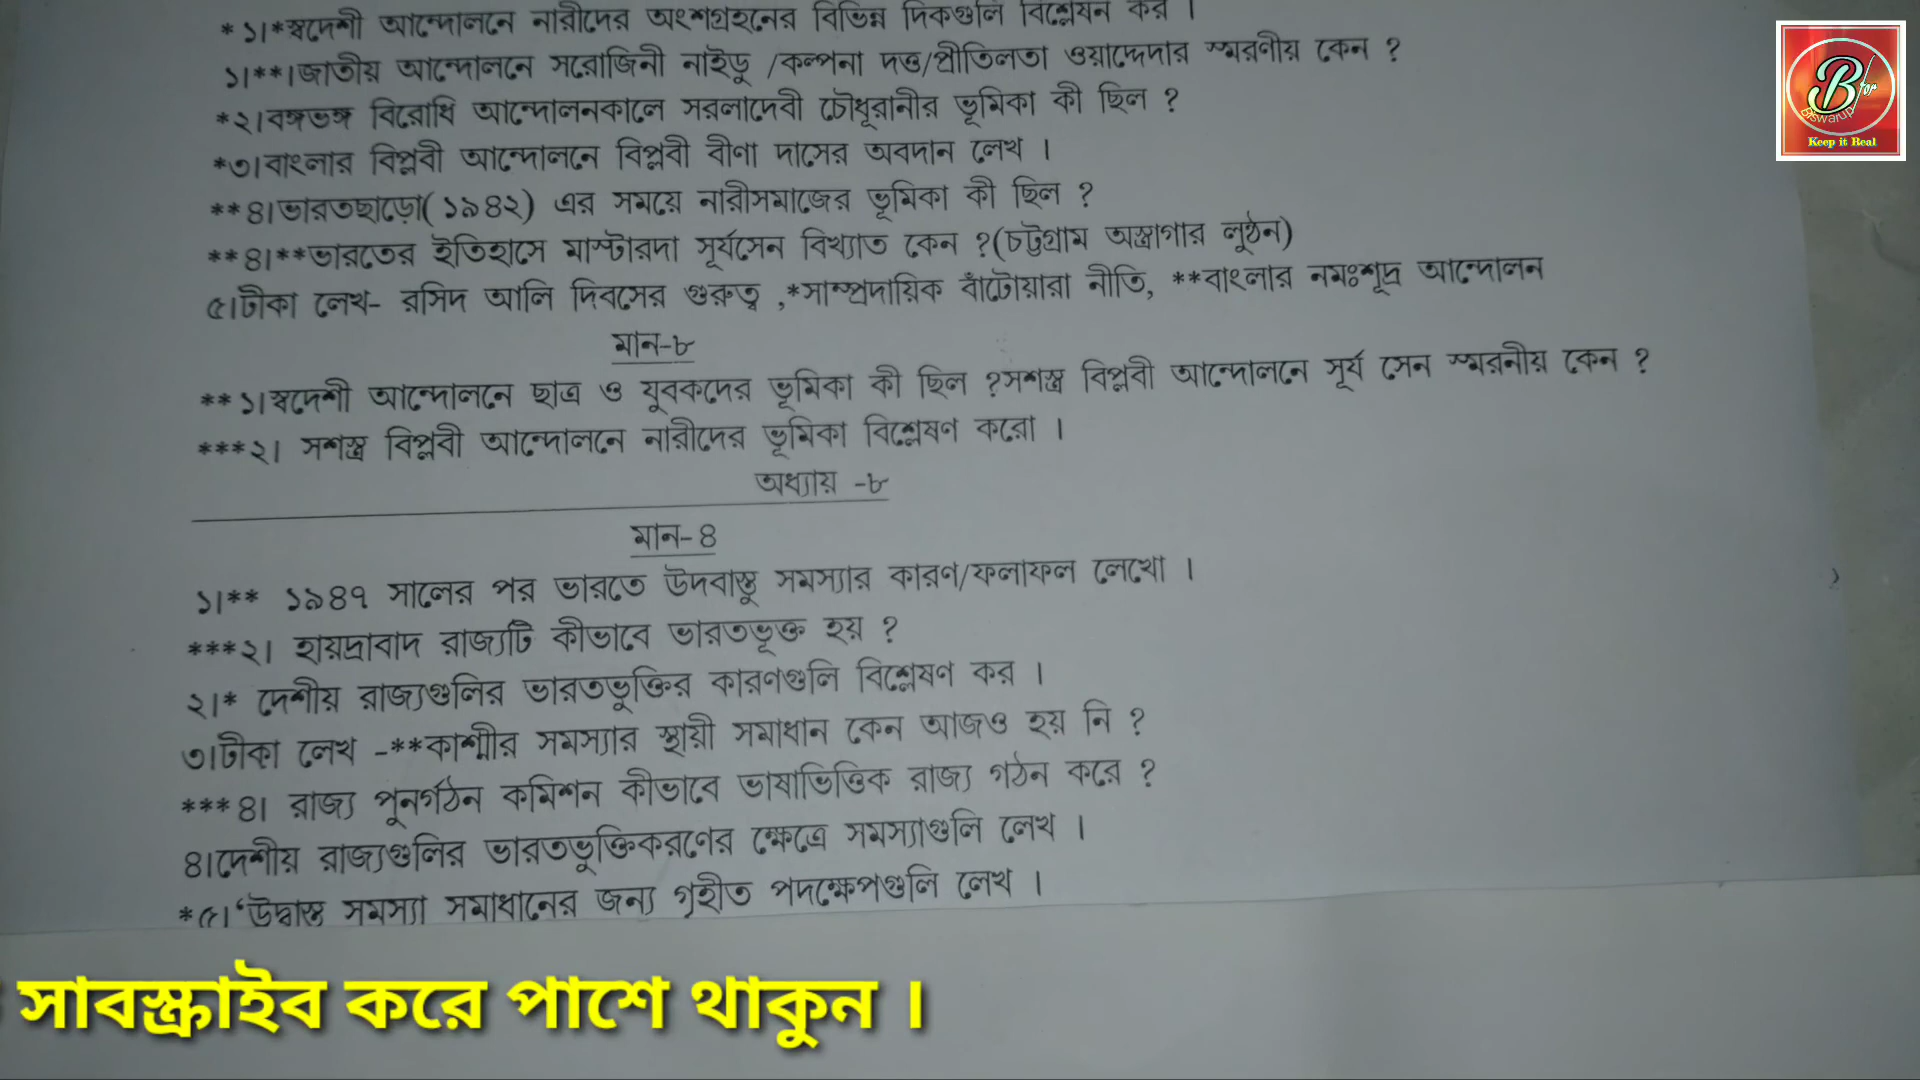 *১।*স্বদেশী আন্দোলনে নারীদের অংশগ্রহনের বিভিন্ন দিকগুলি বিশ্লেষন কর ।
১।**।জাতীয় আন্দোলনে সরোজিনী নাইডু /কল্পনা দত্ত/প্রীতিলতা ওয়াদ্দেদার স্মরণীয় কেন ?
*২।বঙ্গভঙ্গ বিরোধি আন্দোলনকালে সরলাদেবী চৌধূরানীর ভূমিকা কী ছিল ?
*৩।বাংলার বিপ্লবী আন্দোলনে বিপ্লবী বীণা দাসের অবদান লেখ ।
**৪।ভারতছাড়ো(১৯৪২) এর সময়ে নারীসমাজের ভূমিকা কী ছিল ?
**৪।**ভারতের ইতিহাসে মাস্টারদা সূর্যসেন বিখ্যাত কেন ?(চট্টগ্রাম অস্ত্রাগার লুণ্ঠন)
৫।টীকা লেখ- রসিদ আলি দিবসের গুরুত্ব ,*সাম্প্রদায়িক বাঁটোয়ারা নীতি, **বাংলার নমঃশূদ্র আন্দোলন
মান-৮
**১।স্বদেশী আন্দোলনে ছাত্র ও যুবকদের ভূমিকা কী ছিল ?সশস্ত্র বিপ্লবী আন্দোলনে সূর্য সেন স্মরনীয় কেন ?
***২। সশস্ত্র বিপ্লবী আন্দোলনে নারীদের ভূমিকা বিশ্লেষণ করো ।
অধ্যায় -৮
মান-৪
১।** ১৯৪৭ সালের পর ভারতে উদবাস্তু সমস্যার কারণ/ফলাফল লেখো ।
***২। হায়দ্রাবাদ রাজ্যটি কীভাবে ভারতভূক্ত হয় ?
২।* দেশীয় রাজ্যগুলির ভারতভুক্তির কারণগুলি বিশ্লেষণ কর ।
৩।টীকা লেখ -**কাশ্মীর সমস্যার স্থায়ী সমাধান কেন আজও হয় নি ?
***৪। রাজ্য পুনর্গঠন কমিশন কীভাবে ভাষাভিত্তিক রাজ্য গঠন করে ?
৪।দেশীয় রাজ্যগুলির ভারতভুক্তিকরণের ক্ষেত্রে সমস্যাগুলি লেখ ।
*৫।‘উদ্বাস্তু সমস্যা সমাধানের জন্য গৃহীত পদক্ষেপগুলি লেখ ।
সাবস্ক্রাইব করে পাশে থাকুন ।
B for
Biswarup
Keep it Real